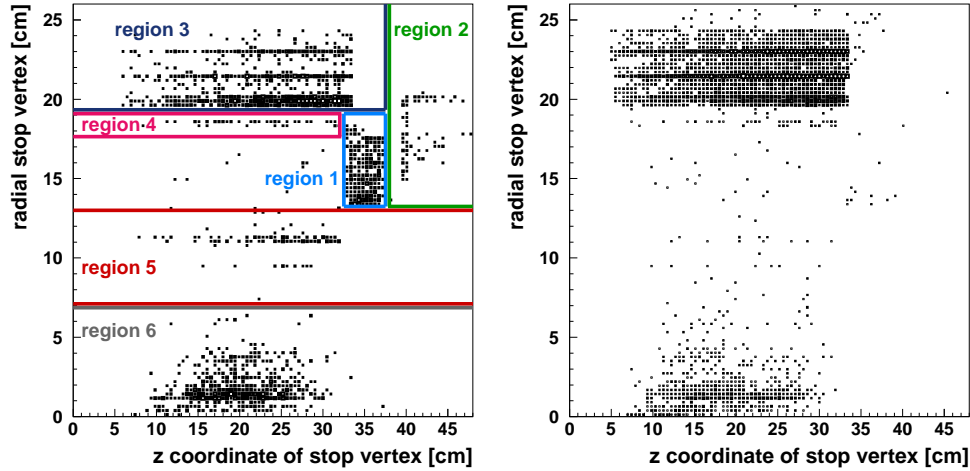 radial stop vertex [cm]
25
20
15
10
5
0
region 3
region 2
region 4
region 1
region 5
region 6
0 5 10 15 20 25 30 35 40 45
z coordinate of stop vertex [cm]
radial stop vertex [cm]
25
20
15
10
5
0
0 5 10 15 20 25 30 35 40 45
z coordinate of stop vertex [cm]